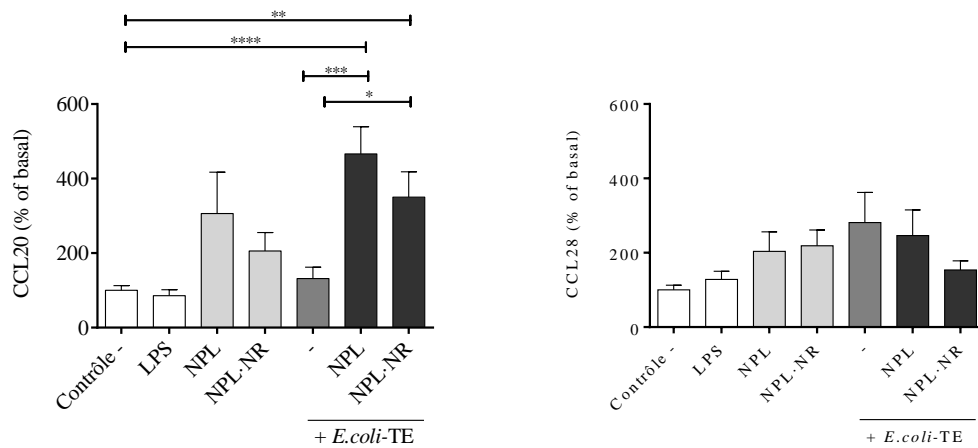 **
****
***
*
600
400
200
0
CCL20 (% of basal)
Contrôle -
LPS
NPL
NPL-NR
-
NPL
NPL-NR
+ E.coli-TE
600
400
200
0
CCL28 (% of basal)
Contrôle -
LPS
NPL
NPL-NR
-
NPL
NPL-NR
+ E.coli-TE